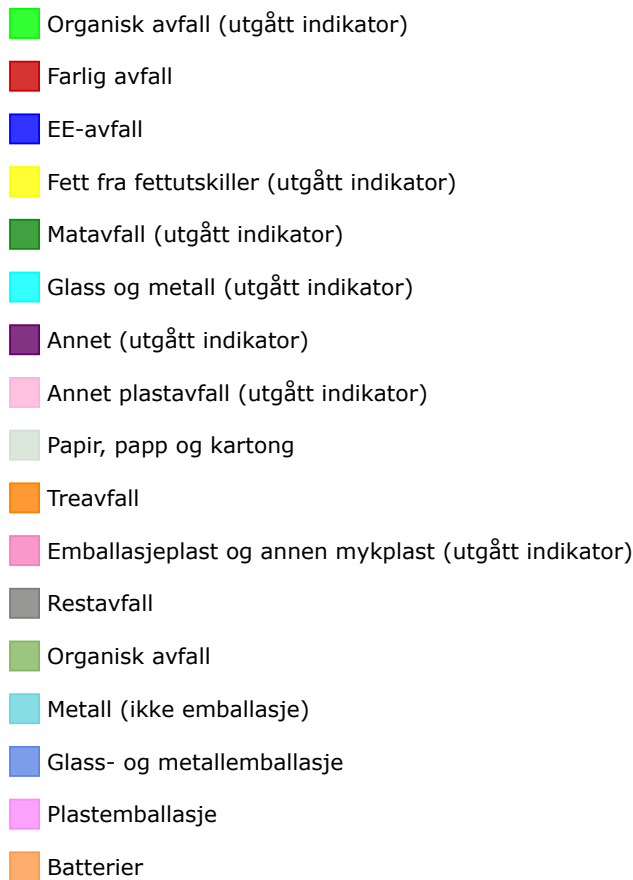 Organisk avfall (utgått indikator)
Farlig avfall
EE-avfall
Fett fra fettutskiller (utgått indikator)
Matavfall (utgått indikator)
Glass og metall (utgått indikator)
Annet (utgått indikator)
Annet plastavfall (utgått indikator)
Papir, papp og kartong
Treavfall
Emballasjeplast og annen mykplast (utgått indikator)
Restavfall
Organisk avfall
Metall (ikke emballasje)
Glass- og metallemballasje
Plastemballasje
Batterier